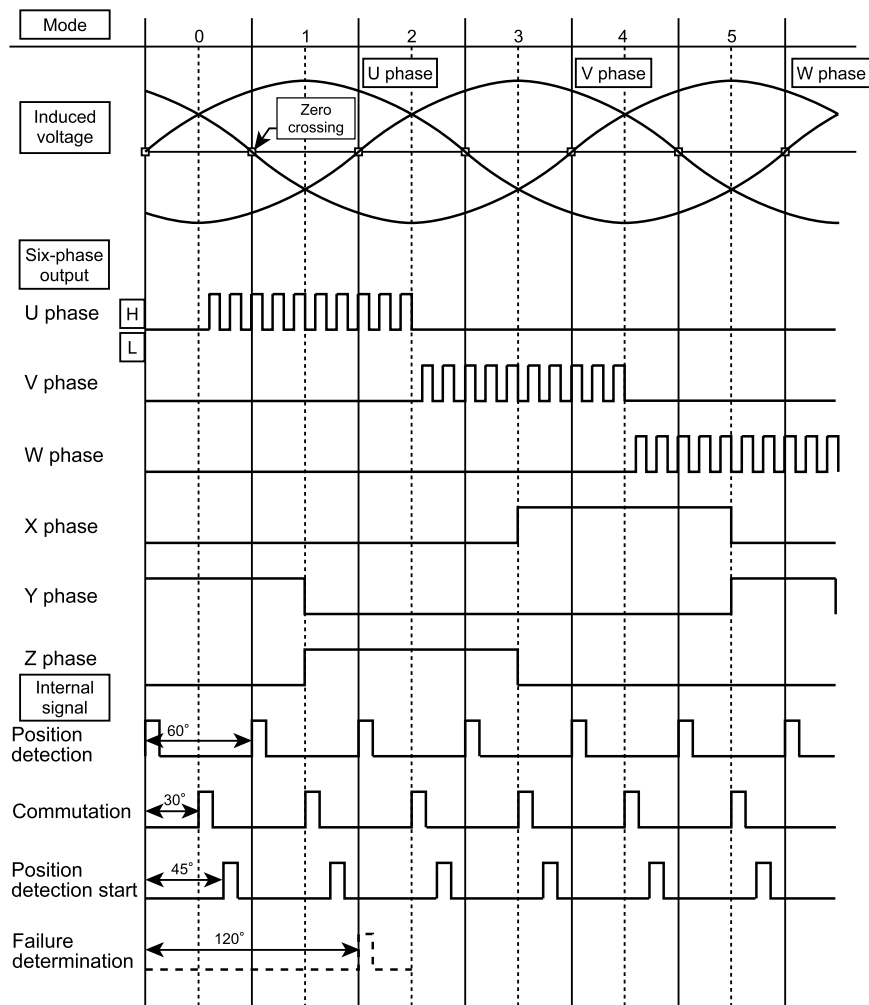 Mode
0
1
2
3
4
5
U phase
V phase
W phase
Induced
voltage
Zero
crossing
Six-phase
output
U phase
H
L
V phase
W phase
X phase
Y phase
Z phase
Internal
signal
Position
detection
60°
Commutation
30°
Position
detection start
45°
Failure
determination
120°